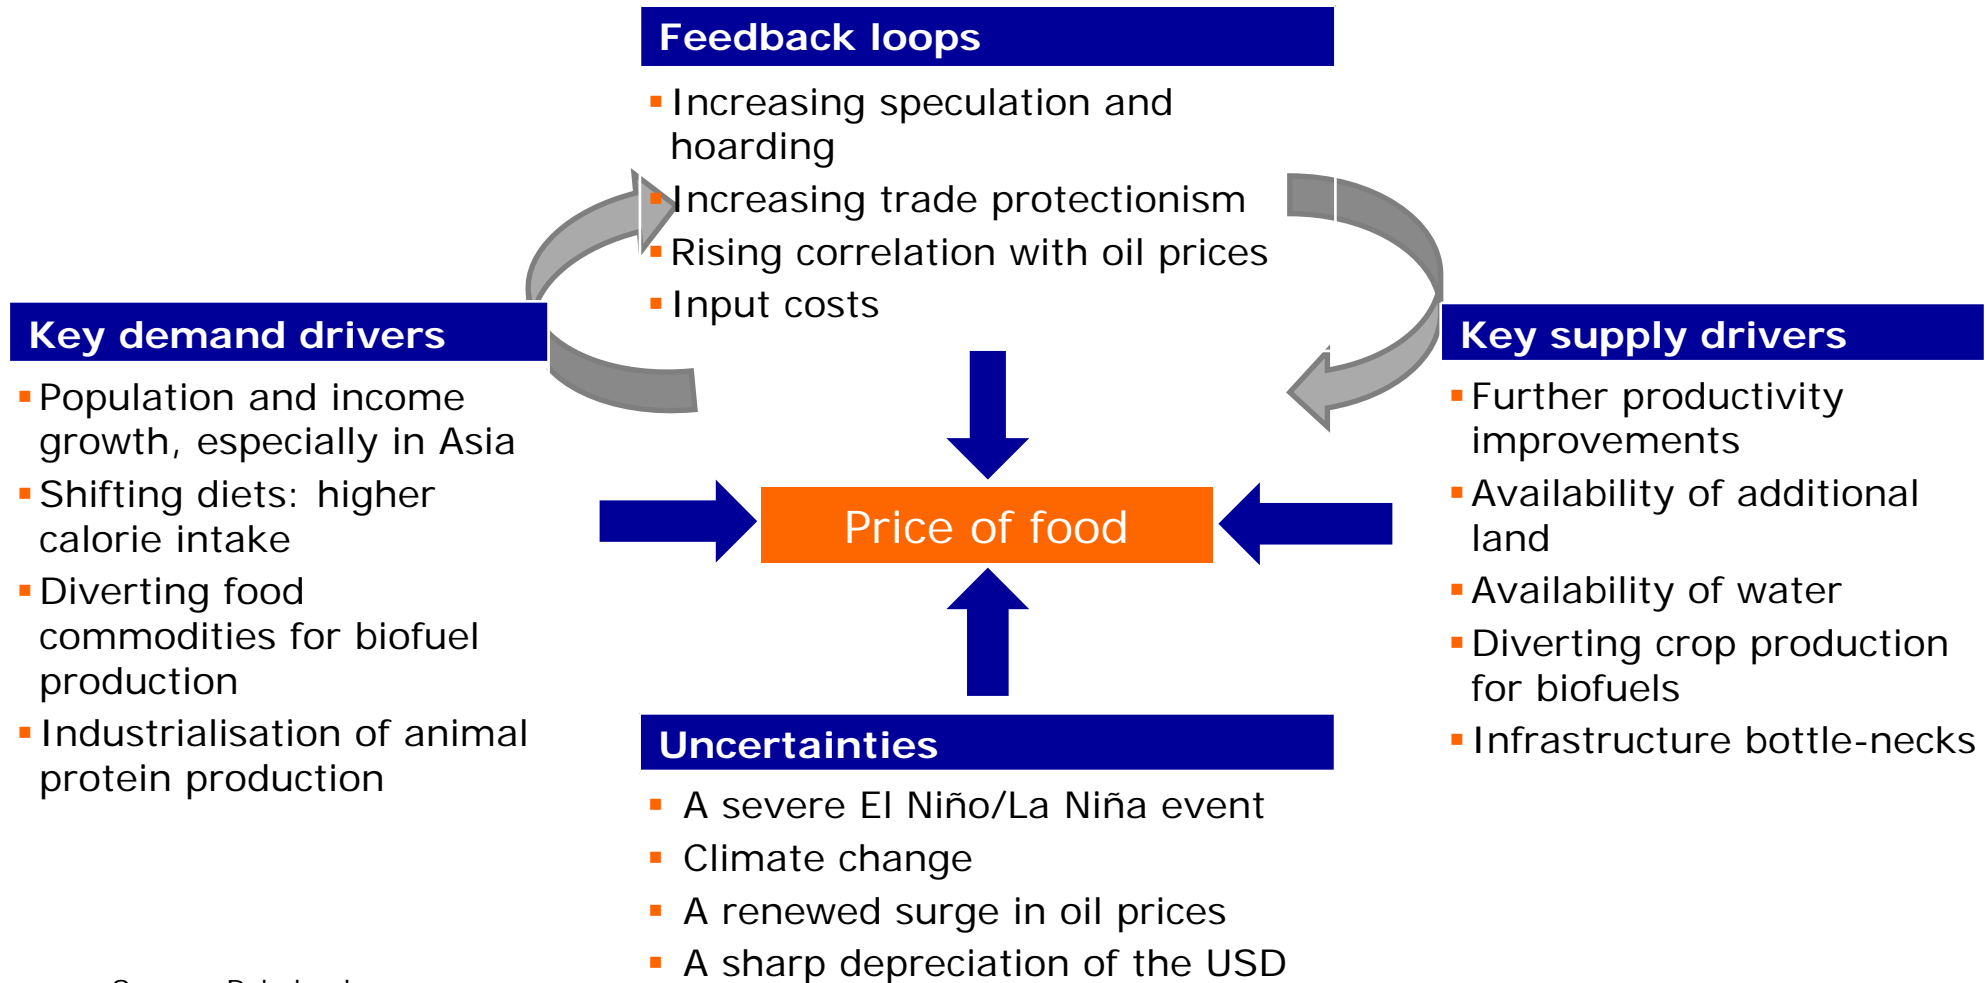 Feedback loops
Increasing speculation and
hoarding
Increasing trade protectionism
Rising correlation with oil prices
Input costs
Key demand drivers
Population and income
growth, especially in Asia
Shifting diets: higher
calorie intake
Diverting food
commodities for biofuel
production
Industrialisation of animal
protein production
Price of food
Key supply drivers
Further productivity
improvements
Availability of additional
land
Availability of water
Diverting crop production
for biofuels
Infrastructure bottle-necks
Uncertainties
A severe El Niño/La Niña event
Climate change
A renewed surge in oil prices
A sharp depreciation of the USD